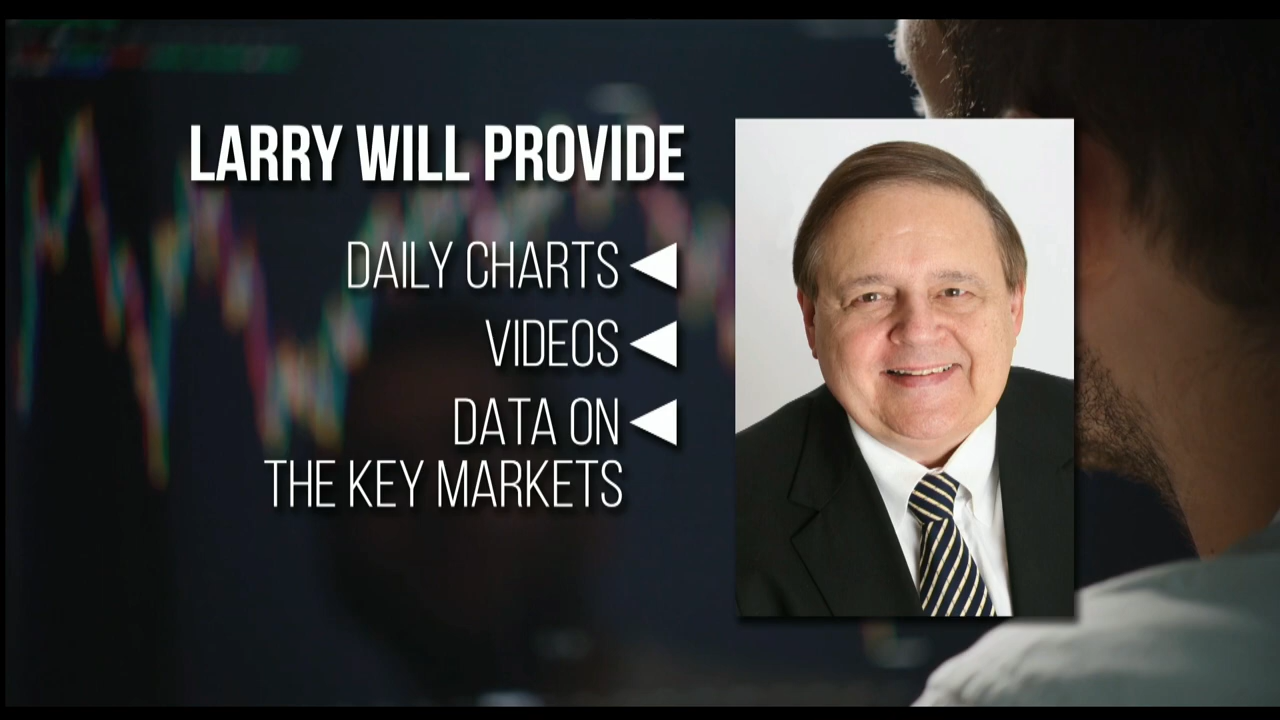 LARRY WILL PROVIDE
DAILY CHARTS
VIDEOS
DATA ON
THE KEY MARKETS